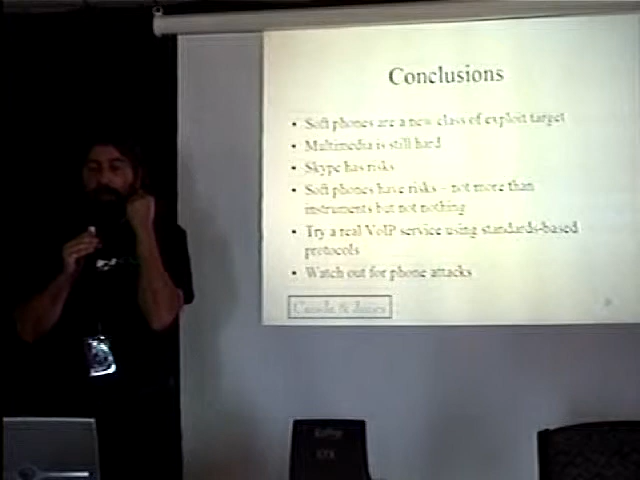 Conclusions
• Soft phones are a new class of exploit target
• Multimedia is still hard
• Skype has risks
• Soft phones have risks – not more than
instruments but not nothing
• Try a real VoIP service using standards-based
protocols
• Watch out for phone attacks